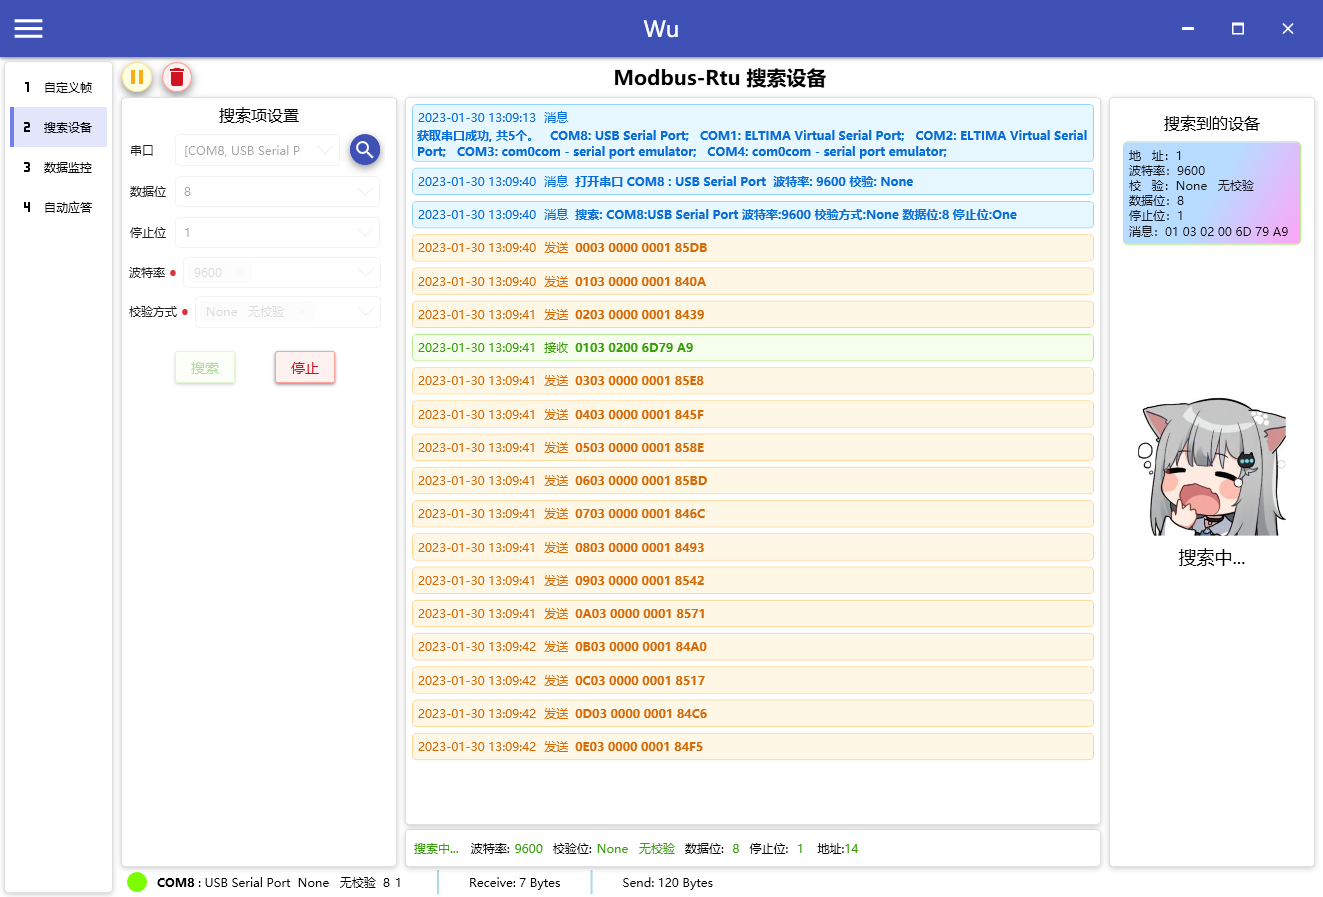 Wu
1 自定义帧
2 搜索设备
3 数据监控
4 自动应答
Modbus-Rtu 搜索设备
搜索项设置
串口 [COM8, USB Serial P
数据位 8
停止位 1
波特率 9600
校验方式 None 无校验
搜索 停止
2023-01-30 13:09:13 消息
获取串口成功, 共5个。 COM8: USB Serial Port; COM1: ELTIMA Virtual Serial Port; COM2: ELTIMA Virtual Serial
Port; COM3: com0com - serial port emulator; COM4: com0com - serial port emulator;
2023-01-30 13:09:40 消息 打开串口 COM8 : USB Serial Port 波特率: 9600 校验: None
2023-01-30 13:09:40 消息 搜索: COM8:USB Serial Port 波特率:9600 校验方式:None 数据位:8 停止位:One
2023-01-30 13:09:40 发送 0003 0000 0001 85DB
2023-01-30 13:09:40 发送 0103 0000 0001 840A
2023-01-30 13:09:41 发送 0203 0000 0001 8439
2023-01-30 13:09:41 接收 0103 0200 6D79 A9
2023-01-30 13:09:41 发送 0303 0000 0001 85E8
2023-01-30 13:09:41 发送 0403 0000 0001 845F
2023-01-30 13:09:41 发送 0503 0000 0001 858E
2023-01-30 13:09:41 发送 0603 0000 0001 85BD
2023-01-30 13:09:41 发送 0703 0000 0001 846C
2023-01-30 13:09:41 发送 0803 0000 0001 8493
2023-01-30 13:09:41 发送 0903 0000 0001 8542
2023-01-30 13:09:41 发送 0A03 0000 0001 8571
2023-01-30 13:09:42 发送 0B03 0000 0001 84A0
2023-01-30 13:09:42 发送 0C03 0000 0001 8517
2023-01-30 13:09:42 发送 0D03 0000 0001 84C6
2023-01-30 13:09:42 发送 0E03 0000 0001 84F5
搜索中... 波特率: 9600 校验位: None 无校验 数据位: 8 停止位: 1 地址:14
搜索到的设备
地 址: 1
波特率: 9600
校 验: None 无校验
数据位: 8
停止位: 1
消息: 01 03 02 00 6D 79 A9
搜索中...
COM8 : USB Serial Port None 无校验 8 1 Receive: 7 Bytes Send: 120 Bytes